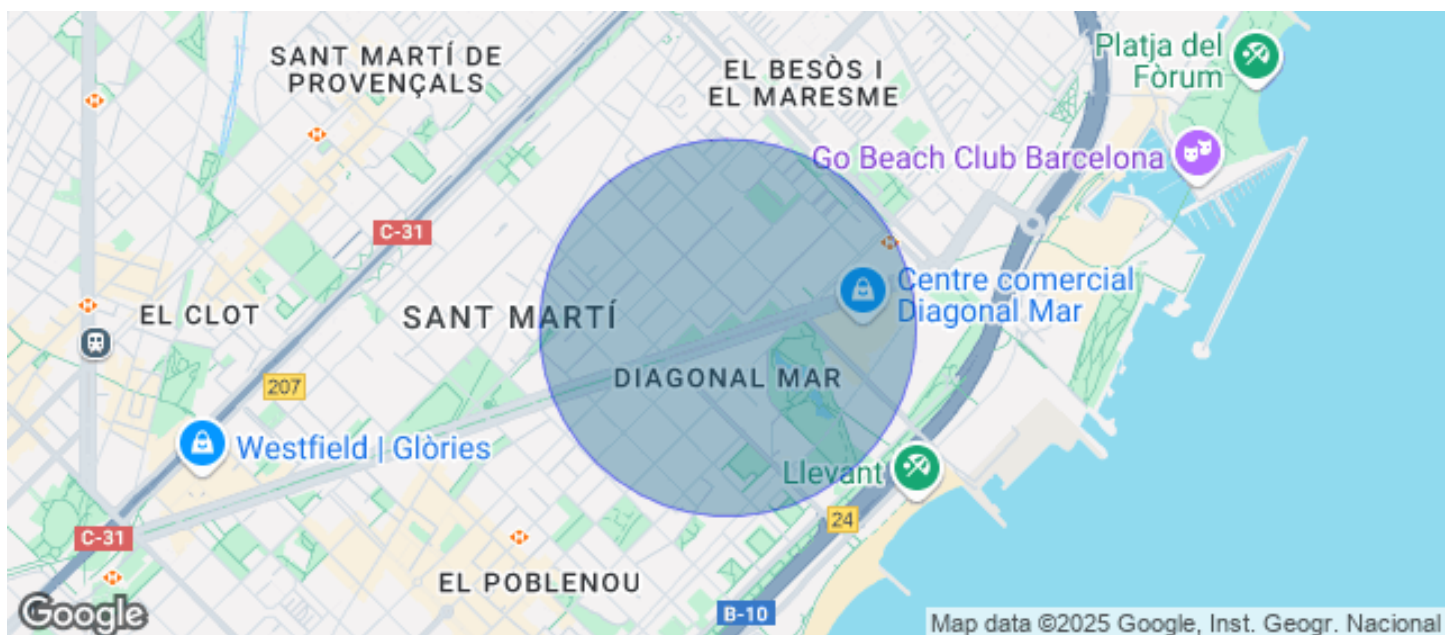 SANT MARTÍ DE
PROVENÇALS
EL BESÒS I
EL MARESME
Platja del
Fòrum
Go Beach Club Barcelona
C-31
Centre comercial
Diagonal Mar
EL CLOT
SANT MARTÍ
DIAGONAL MAR
207
Westfield | Glòries
Llevant
24
C-31
EL POBLENOU
B-10
Google
Map data ©2025 Google, Inst. Geogr. Nacional